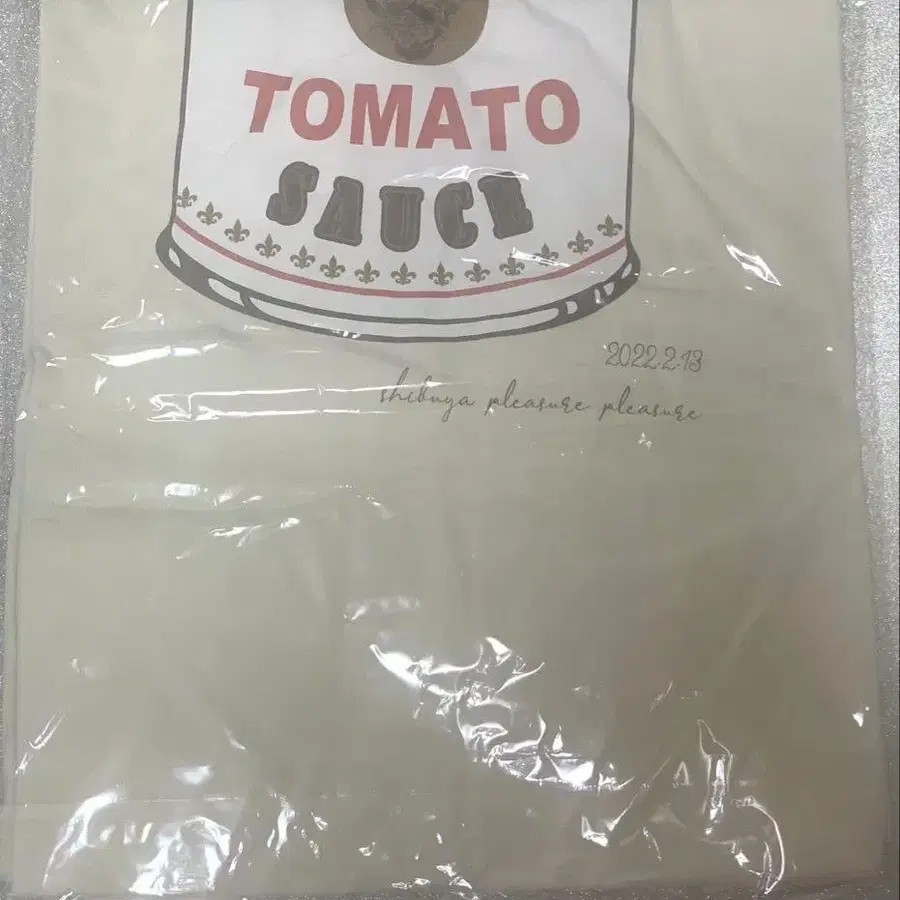 TOMATO
SAUCE
2022.2.13
shibuya pleasure pleasure